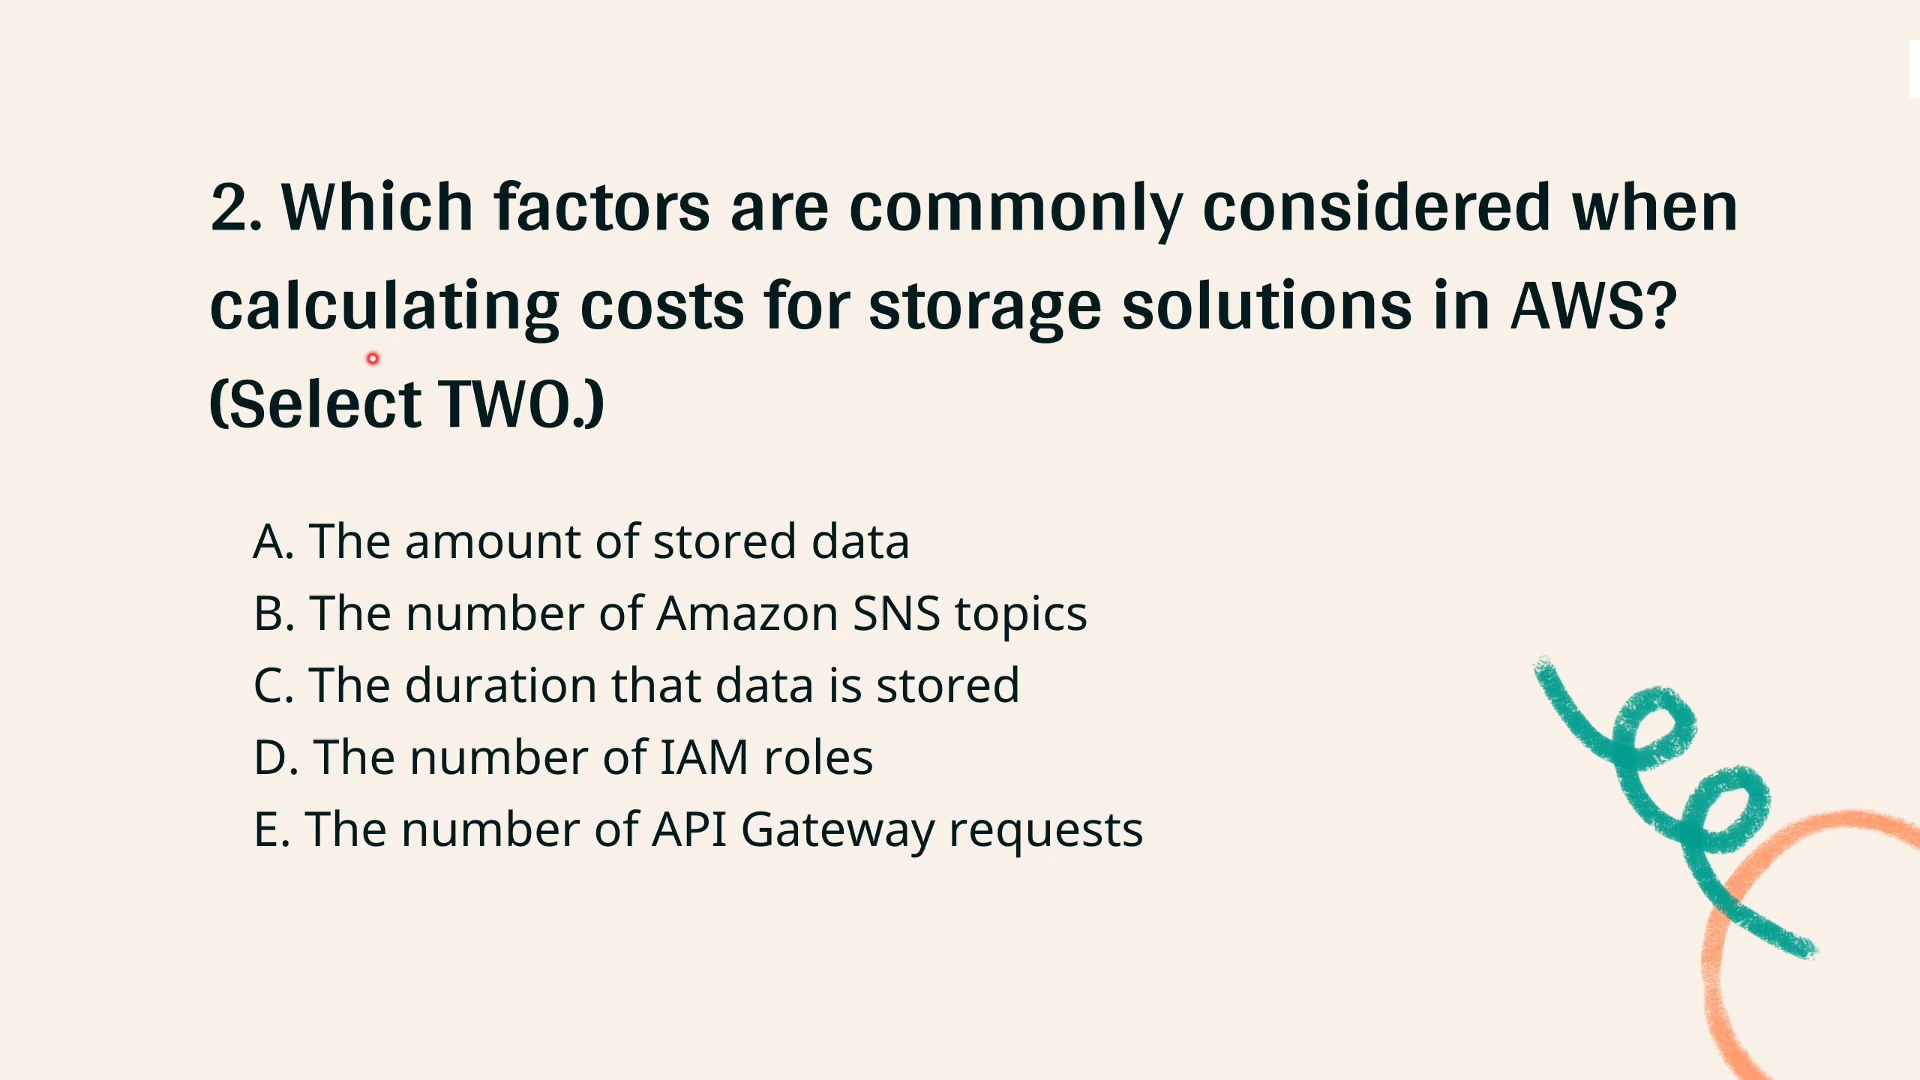 2. Which factors are commonly considered when
calculating costs for storage solutions in AWS?
(Select TWO.)
A. The amount of stored data
B. The number of Amazon SNS topics
C. The duration that data is stored
D. The number of IAM roles
E. The number of API Gateway requests